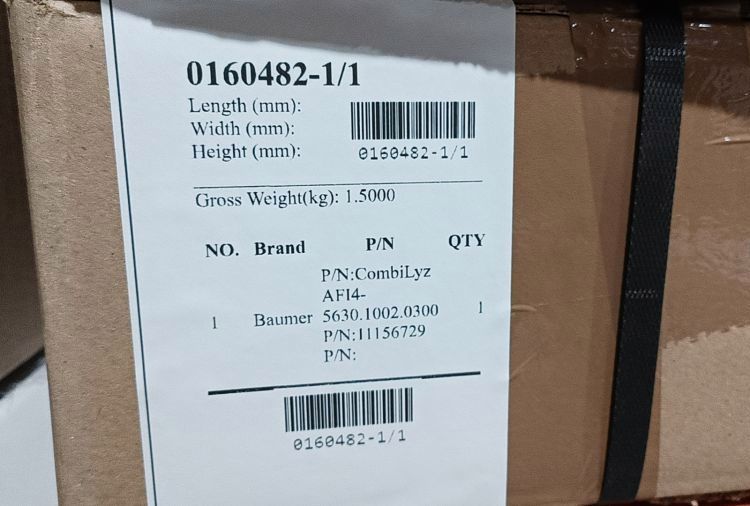 0160482-1/1
Length (mm):
Width (mm):
Height (mm):
0160482-1/1
Gross Weight(kg): 1.5000
NO. Brand P/N QTY
P/N:CombiLyz
AFI4-
1 Baumer 5630.1002.0300 1
P/N:11156729
P/N:
0160482-1/1